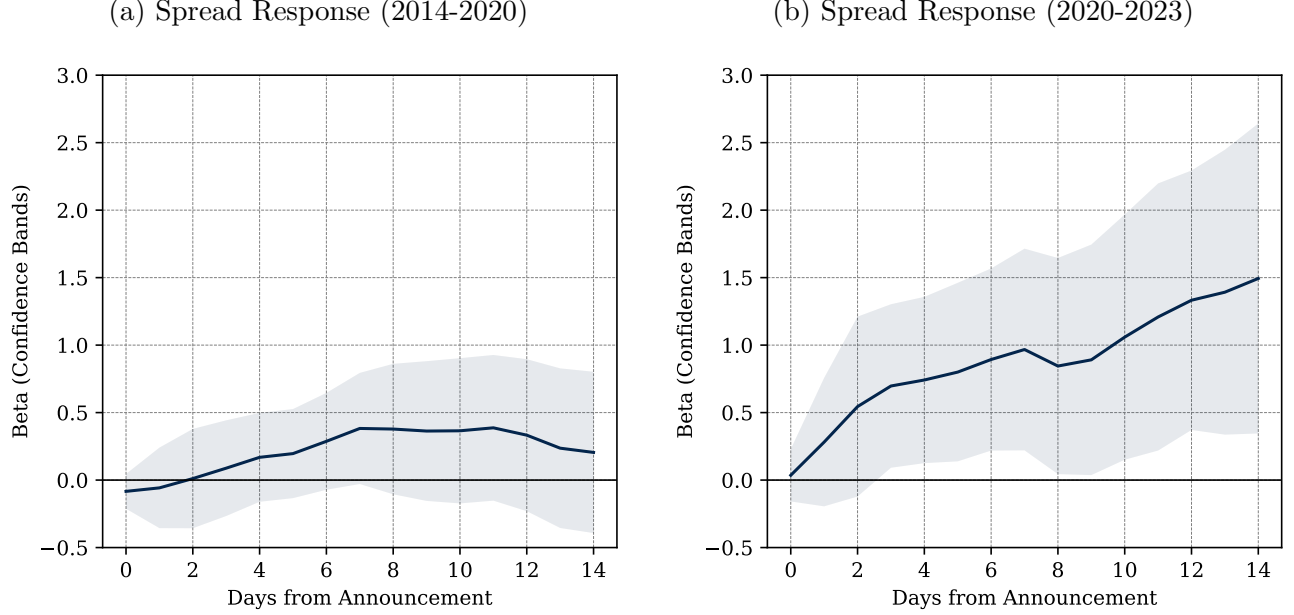 (a) Spread Response (2014-2020)
3.0
2.5
2.0
1.5
1.0
0.5
0.0
−0.5
Beta (Confidence Bands)
0 2 4 6 8 10 12 14
Days from Announcement
(b) Spread Response (2020-2023)
3.0
2.5
2.0
1.5
1.0
0.5
0.0
−0.5
Beta (Confidence Bands)
0 2 4 6 8 10 12 14
Days from Announcement